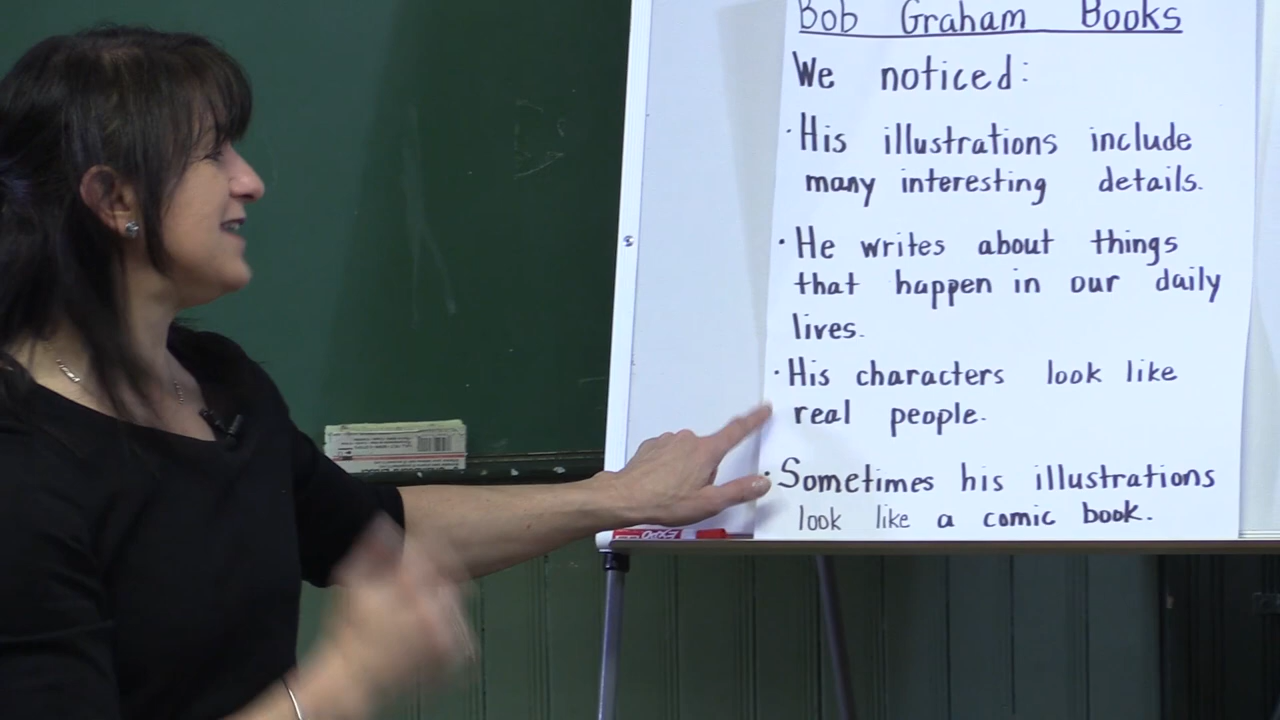 Bob Graham Books
We noticed:
· His illustrations include
many interesting details.
· He writes about things
that happen in our daily
lives.
· His characters look like
real people.
· Sometimes his illustrations
look like a comic book.